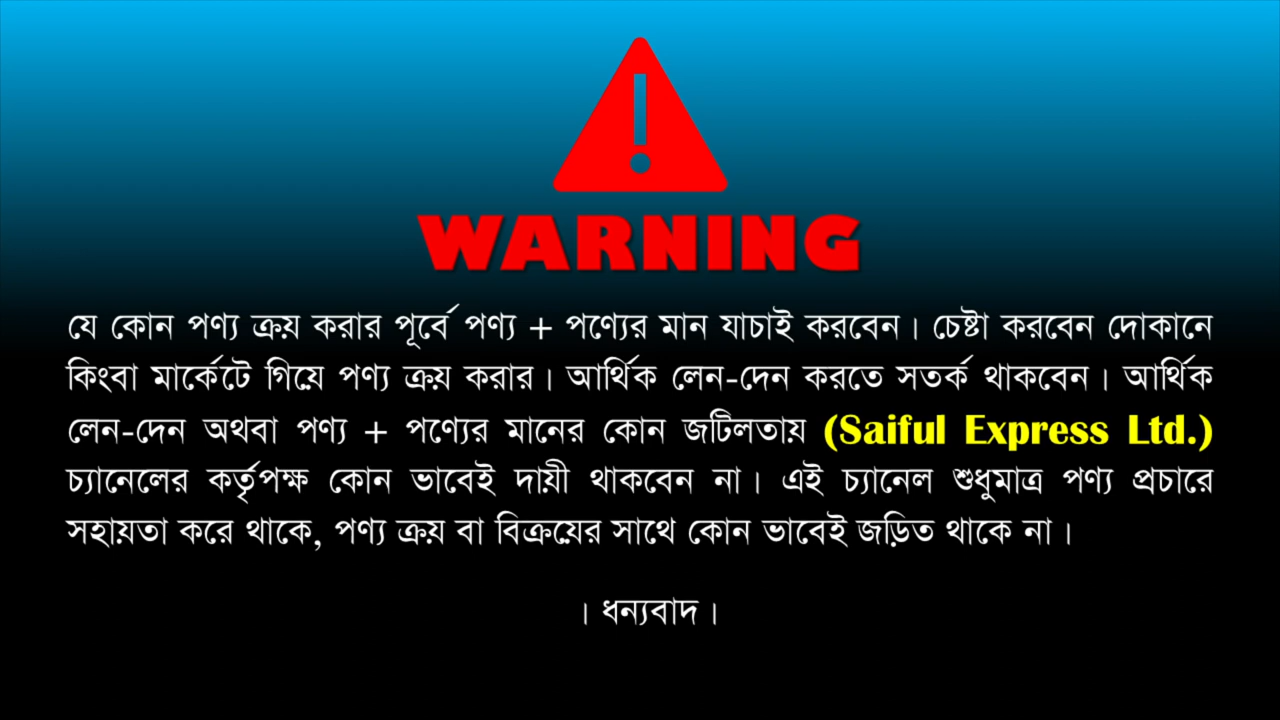 WARNING
যে কোন পণ্য ক্রয় করার পূর্বে পণ্য + পণ্যের মান যাচাই করবেন। চেষ্টা করবেন দোকানে
কিংবা মার্কেটে গিয়ে পণ্য ক্রয় করার। আর্থিক লেন-দেন করতে সতর্ক থাকবেন। আর্থিক
লেন-দেন অথবা পণ্য + পণ্যের মানের কোন জটিলতায় (Saiful Express Ltd.)
চ্যানেলের কর্তৃপক্ষ কোন ভাবেই দায়ী থাকবেন না। এই চ্যানেল শুধুমাত্র পণ্য প্রচারে
সহায়তা করে থাকে, পণ্য ক্রয় বা বিক্রয়ের সাথে কোন ভাবেই জড়িত থাকে না।
। ধন্যবাদ।